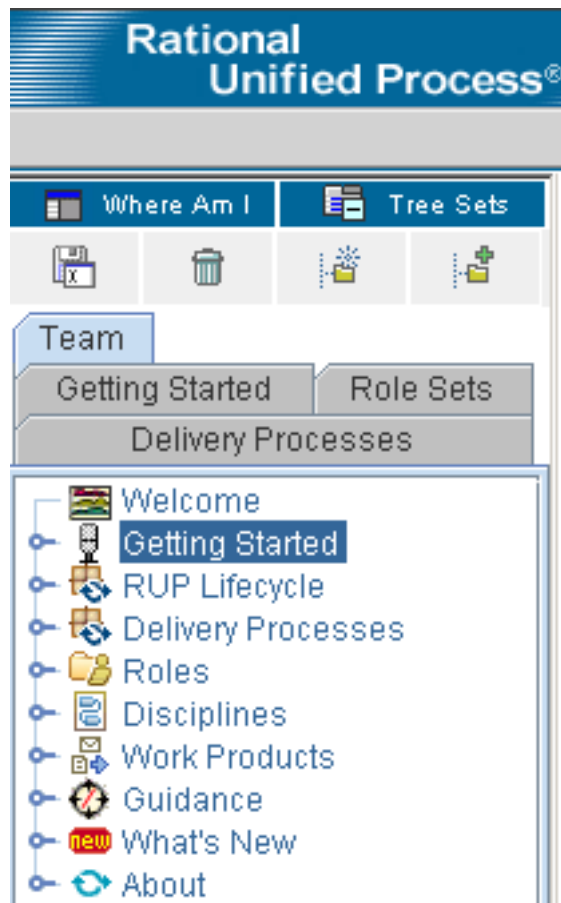 Rational
Unified Process®
Where Am I
Tree Sets
x
Team
Getting Started
Role Sets
Delivery Processes
Welcome
Getting Started
RUP Lifecycle
Delivery Processes
Roles
Disciplines
Work Products
Guidance
new What's New
About